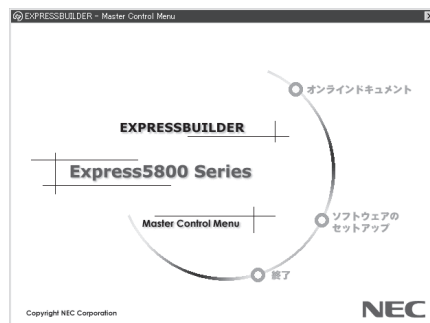 EXPRESSBUILDER - Master Control Menu
オンラインドキュメント
EXPRESSBUILDER
Express5800 Series
Master Control Menu
ソフトウェアの
セットアップ
終了
Copyright NEC Corporation
NEC